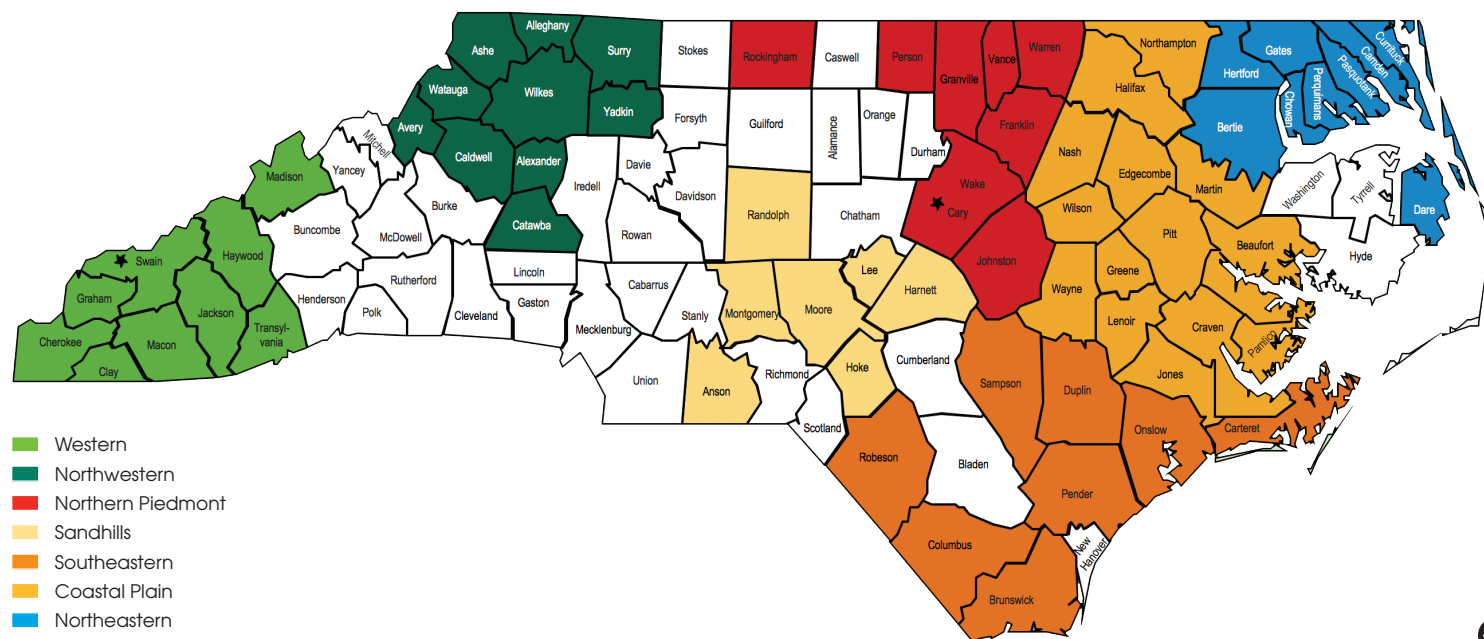 Alleghany
Ashe
Surry
Stokes
Rockingham
Caswell
Person
Vance
Warren
Granville
Northampton
Halifax
Gates
Hertford
Currituck
Camden
Pasquotank
Perquimans
Chowan
Bertie
Watauga
Wilkes
Yadkin
Forsyth
Guilford
Alamance
Orange
Durham
Franklin
Nash
Edgecombe
Martin
Washington
Tyrrell
Dare
Avery
Mitchell
Caldwell
Alexander
Iredell
Davie
Davidson
Randolph
Chatham
Wake
Cary
Wilson
Pitt
Beaufort
Hyde
Madison
Yancey
Burke
Catawba
Rowan
Buncombe
McDowell
Swain
Haywood
Graham
Jackson
Henderson
Rutherford
Polk
Cleveland
Lincoln
Gaston
Cabarrus
Mecklenburg
Stanly
Montgomery
Moore
Lee
Harnett
Johnston
Wayne
Greene
Lenoir
Craven
Pamlico
Cherokee
Clay
Macon
Transyl-
vania
Union
Anson
Richmond
Hoke
Cumberland
Sampson
Duplin
Jones
Onslow
Carteret
Scotland
Robeson
Bladen
Pender
Columbus
New
Hanover
Brunswick
Western
Northwestern
Northern Piedmont
Sandhills
Southeastern
Coastal Plain
Northeastern